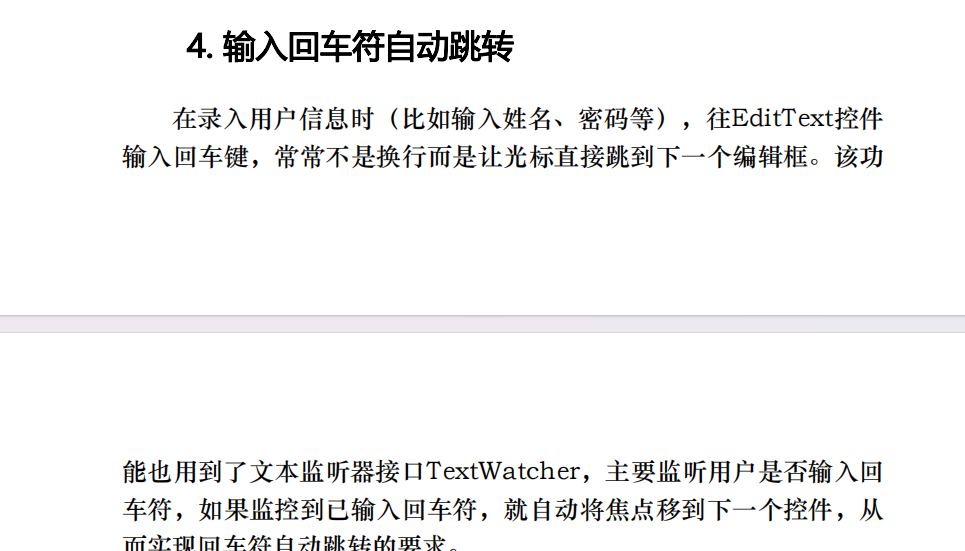 4. 输入回车符自动跳转
在录入用户信息时（比如输入姓名、密码等），往EditText控件
输入回车键，常常不是换行而是让光标直接跳到下一个编辑框。该功
能也用到了文本监听器接口TextWatcher，主要监听用户是否输入回
车符，如果监控到已输入回车符，就自动将焦点移到下一个控件，从
而实现回车符自动跳转的要求。